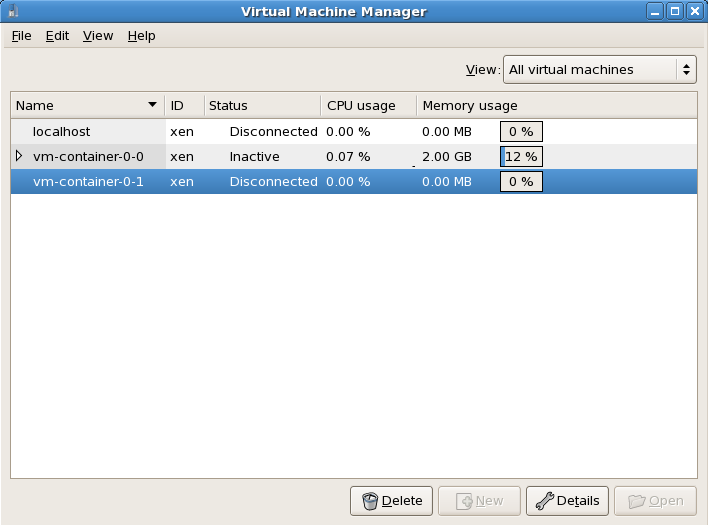 Virtual Machine Manager
File Edit View Help
View: All virtual machines
Name ID Status CPU usage Memory usage
localhost xen Disconnected 0.00 % 0.00 MB 0 %
vm-container-0-0 xen Inactive 0.07 % 2.00 GB 12 %
vm-container-0-1 xen Disconnected 0.00 % 0.00 MB 0 %
Delete New Details Open